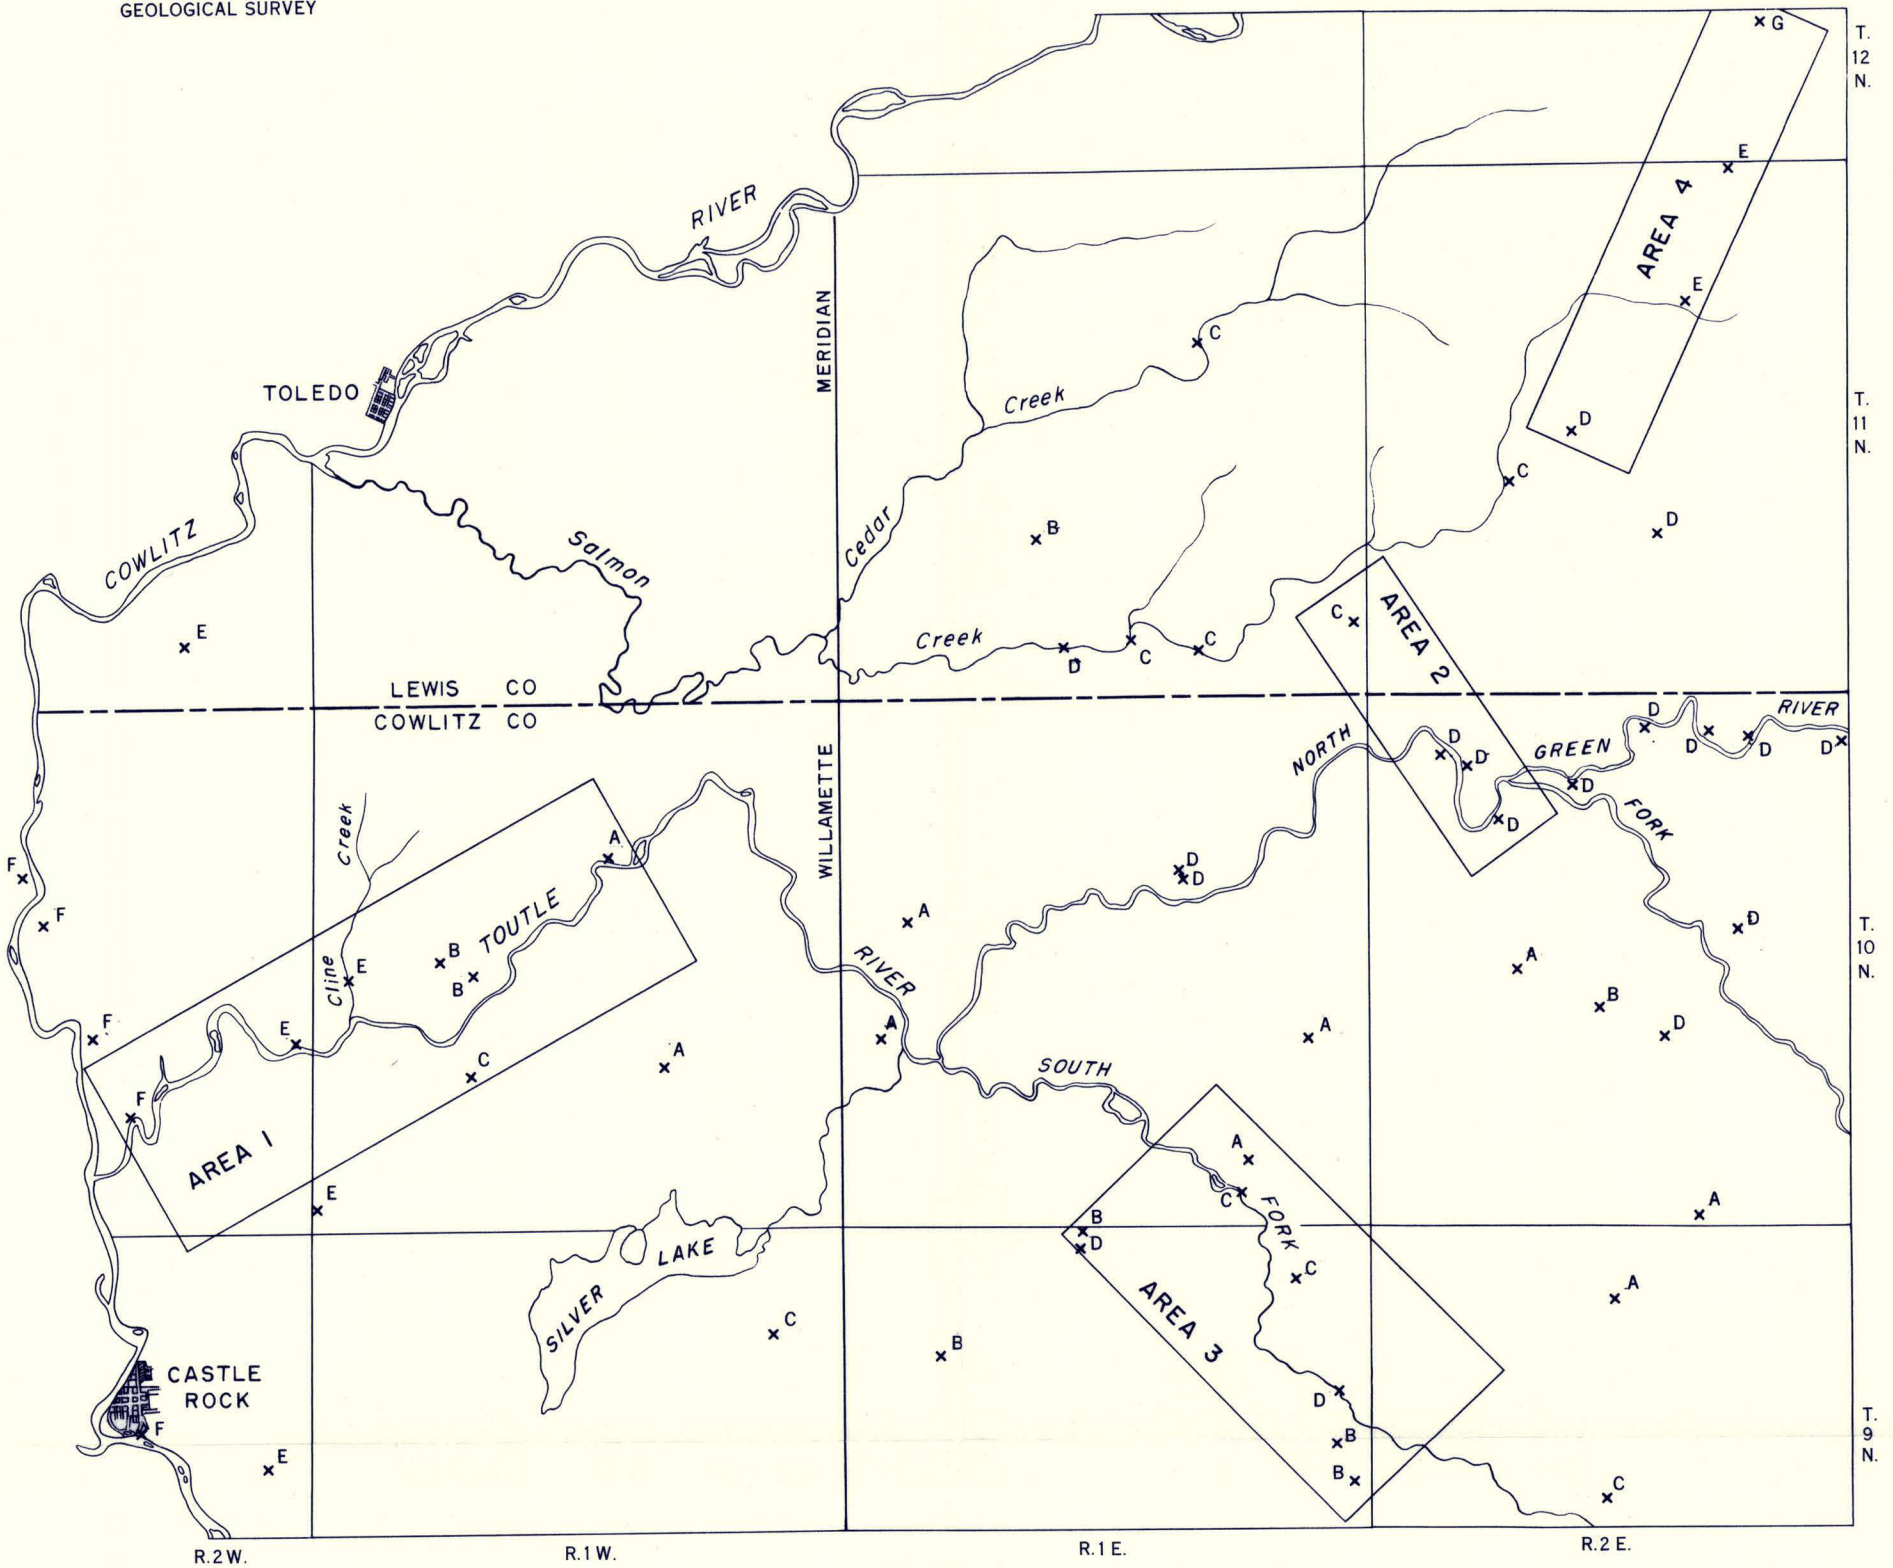 GEOLOGICAL SURVEY
G
T.
12
N.
E
RIVER
AREA 4
E
MERIDIAN
C
TOLEDO
Creek
T.
11
N.
D
C
COWLITZ
Salmon
Cedar
B
D
E
C
AREA 2
Creek
D
C
C
LEWIS CO
COWLITZ CO
RIVER
D
D
D
D
NORTH
D
D
GREEN
WILLAMETTE
Creek
D
D
FORK
A
F
D
D
TOUTLE
F
A
D
T.
10
N.
B
B
Cline
E
RIVER
A
B
F
E
C
A
A
A
D
SOUTH
F
AREA 1
A
E
C
FORK
A
B
D
LAKE
SILVER
C
AREA 3
A
C
B
CASTLE
ROCK
D
F
B
T.
9
N.
E
B
C
R.2W.
R.1W.
R.1E.
R.2E.